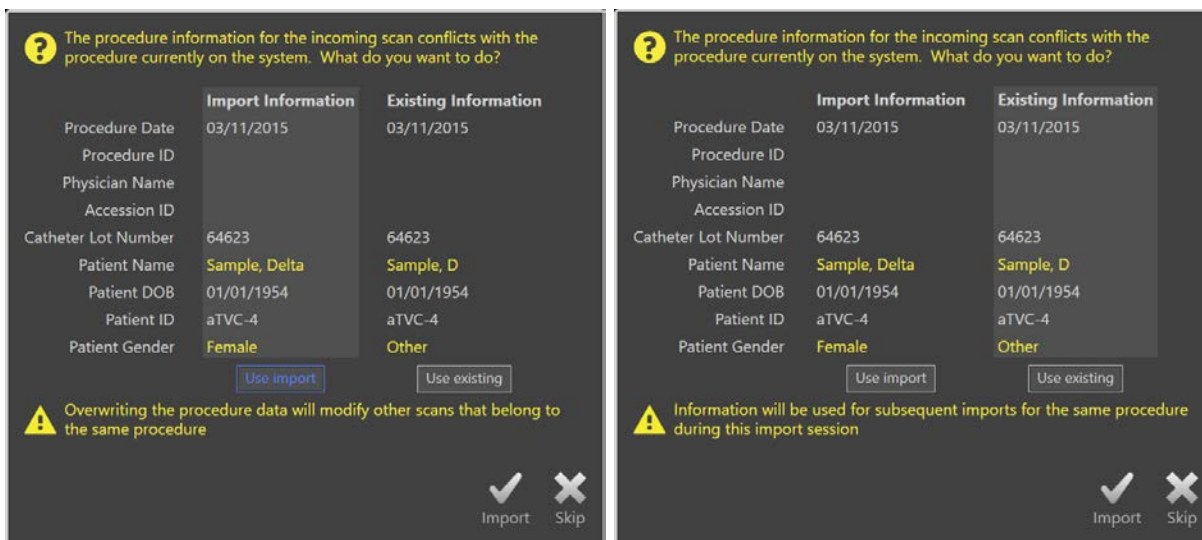 The procedure information for the incoming scan conflicts with the
procedure currently on the system.  What do you want to do?
Import Information Existing Information
Procedure Date 03/11/2015 03/11/2015
Procedure ID
Physician Name
Accession ID
Catheter Lot Number 64623 64623
Patient Name Sample, Delta Sample, D
Patient DOB 01/01/1954 01/01/1954
Patient ID aTVC-4 aTVC-4
Patient Gender Female Other
Use import Use existing
Overwriting the procedure data will modify other scans that belong to
the same procedure
Import Skip
The procedure information for the incoming scan conflicts with the
procedure currently on the system.  What do you want to do?
Import Information Existing Information
Procedure Date 03/11/2015 03/11/2015
Procedure ID
Physician Name
Accession ID
Catheter Lot Number 64623 64623
Patient Name Sample, Delta Sample, D
Patient DOB 01/01/1954 01/01/1954
Patient ID aTVC-4 aTVC-4
Patient Gender Female Other
Use import Use existing
Information will be used for subsequent imports for the same procedure
during this import session
Import Skip